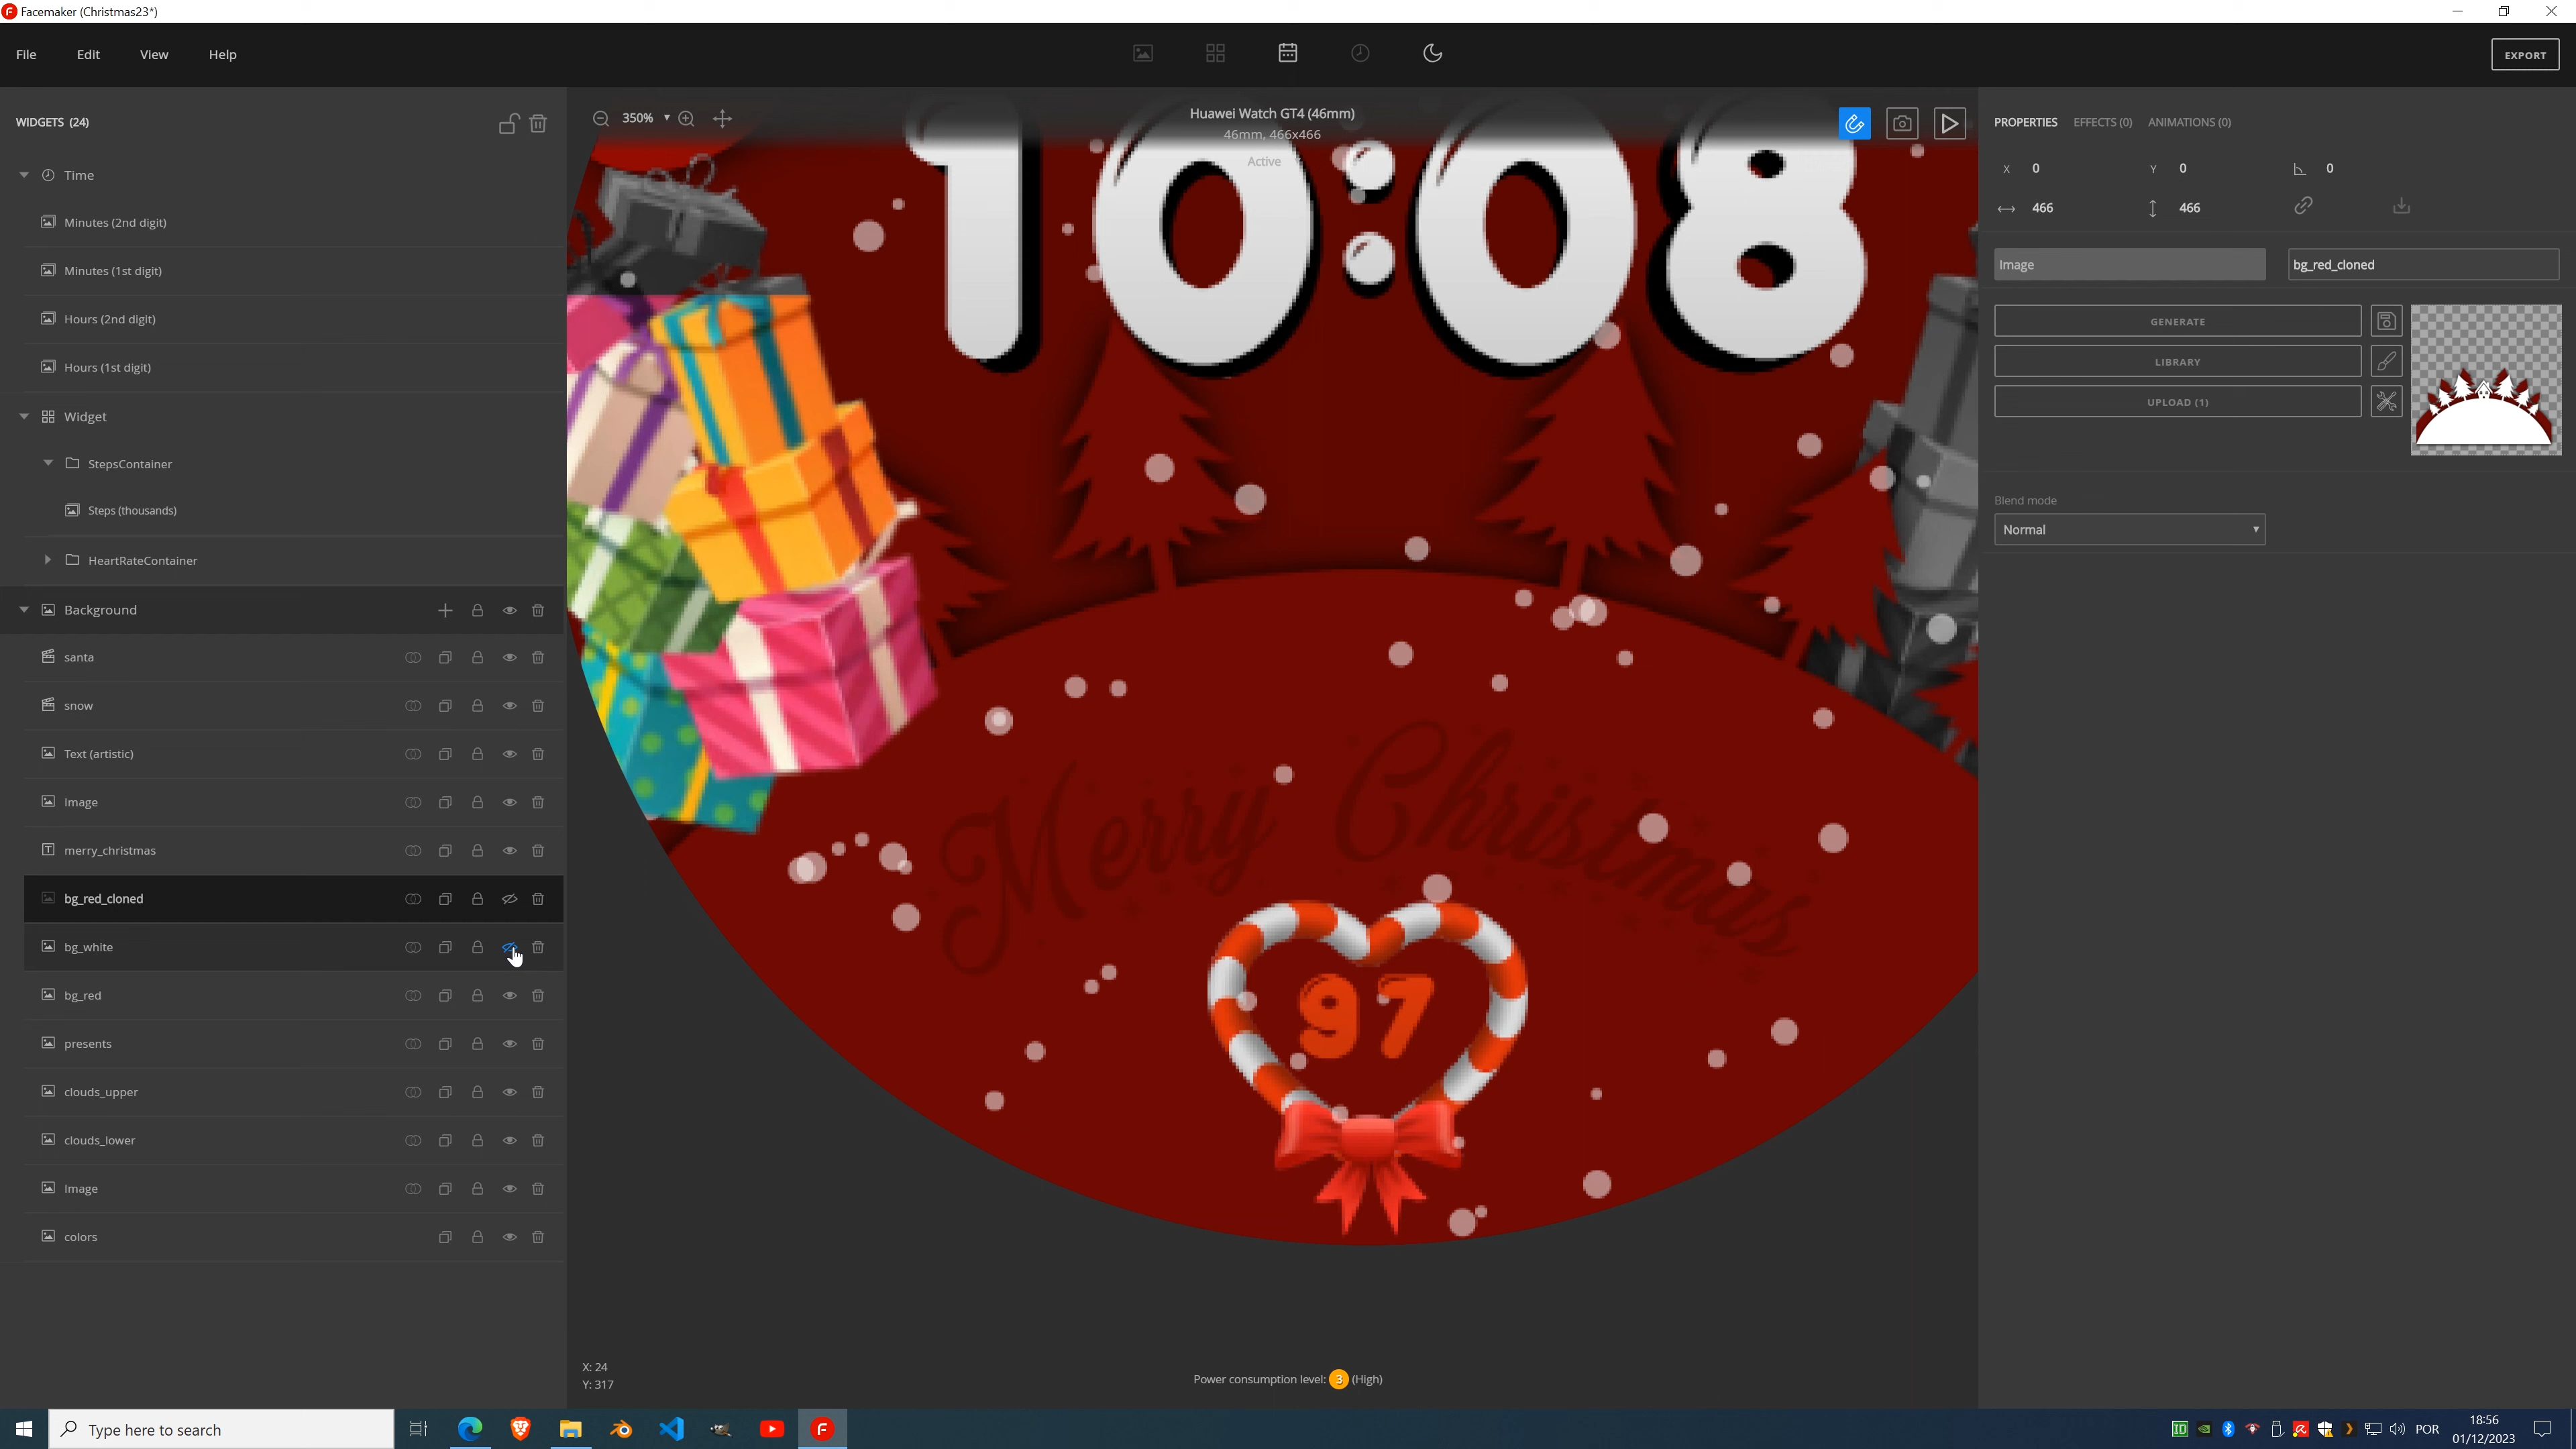 Facemaker (Christmas23*)
File Edit View Help
EXPORT
WIDGETS (24)
Time
Minutes (2nd digit)
Minutes (1st digit)
Hours (2nd digit)
Hours (1st digit)
Widget
StepsContainer
Steps (thousands)
HeartRateContainer
Background
santa
snow
Text (artistic)
Image
merry_christmas
bg_red_cloned
bg_white
bg_red
presents
clouds_upper
clouds_lower
Image
colors
350%
Huawei Watch GT4 (46mm)
46mm, 466x466
Active
10:08
Merry Christmas
97
X: 24
Y: 317
Power consumption level: 3 (High)
PROPERTIES EFFECTS (0) ANIMATIONS (0)
X 0 Y 0 0
466 466
Image bg_red_cloned
GENERATE
LIBRARY
UPLOAD (1)
Blend mode
Normal
Type here to search
POR
18:56
01/12/2023